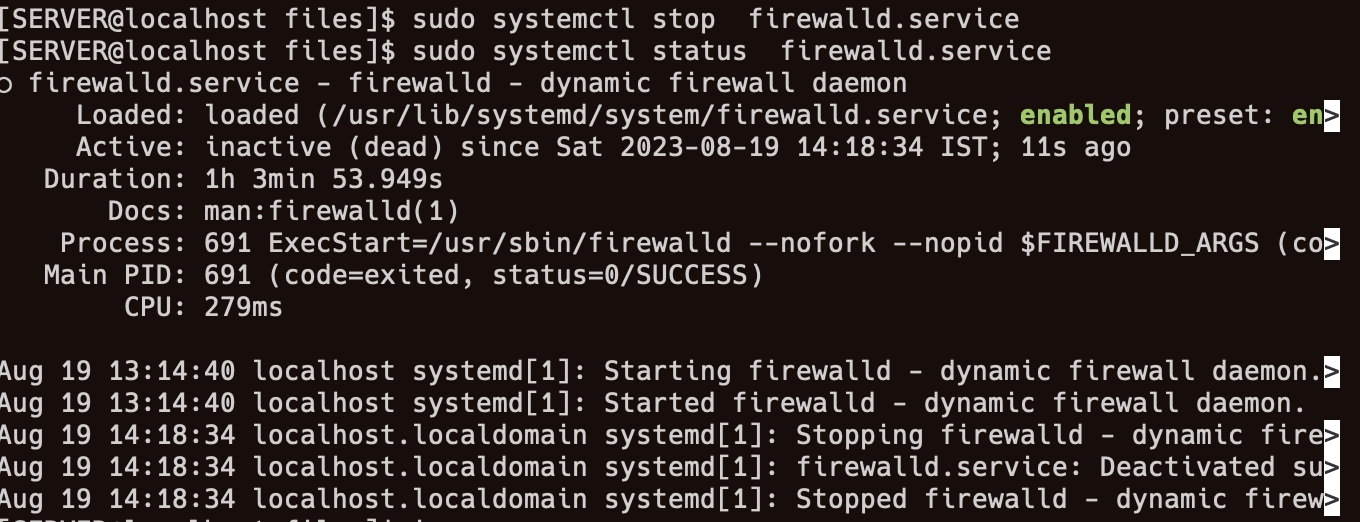 [SERVER@localhost files]$ sudo systemctl stop  firewalld.service
[SERVER@localhost files]$ sudo systemctl status  firewalld.service
○ firewalld.service - firewalld - dynamic firewall daemon
     Loaded: loaded (/usr/lib/systemd/system/firewalld.service; enabled; preset: en>
     Active: inactive (dead) since Sat 2023-08-19 14:18:34 IST; 11s ago
   Duration: 1h 3min 53.949s
       Docs: man:firewalld(1)
    Process: 691 ExecStart=/usr/sbin/firewalld --nofork --nopid $FIREWALLD_ARGS (co>
   Main PID: 691 (code=exited, status=0/SUCCESS)
        CPU: 279ms

Aug 19 13:14:40 localhost systemd[1]: Starting firewalld - dynamic firewall daemon.>
Aug 19 13:14:40 localhost systemd[1]: Started firewalld - dynamic firewall daemon.
Aug 19 14:18:34 localhost.localdomain systemd[1]: Stopping firewalld - dynamic fire>
Aug 19 14:18:34 localhost.localdomain systemd[1]: firewalld.service: Deactivated su>
Aug 19 14:18:34 localhost.localdomain systemd[1]: Stopped firewalld - dynamic firew>